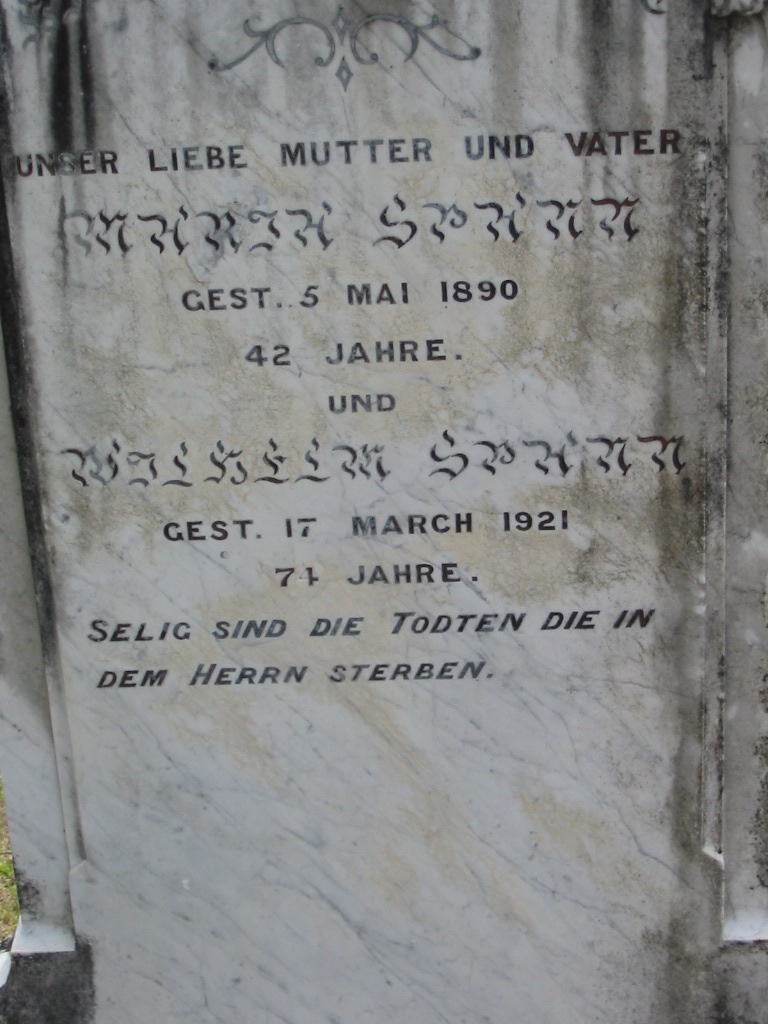 UNSER LIEBE MUTTER UND VATER
MARIA SPANN
GEST. 5 MAI 1890
42 JAHRE.
UND
WILHELM SPANN
GEST. 17 MARCH 1921
74 JAHRE.
SELIG SIND DIE TODTEN DIE IN
DEM HERRN STERBEN.